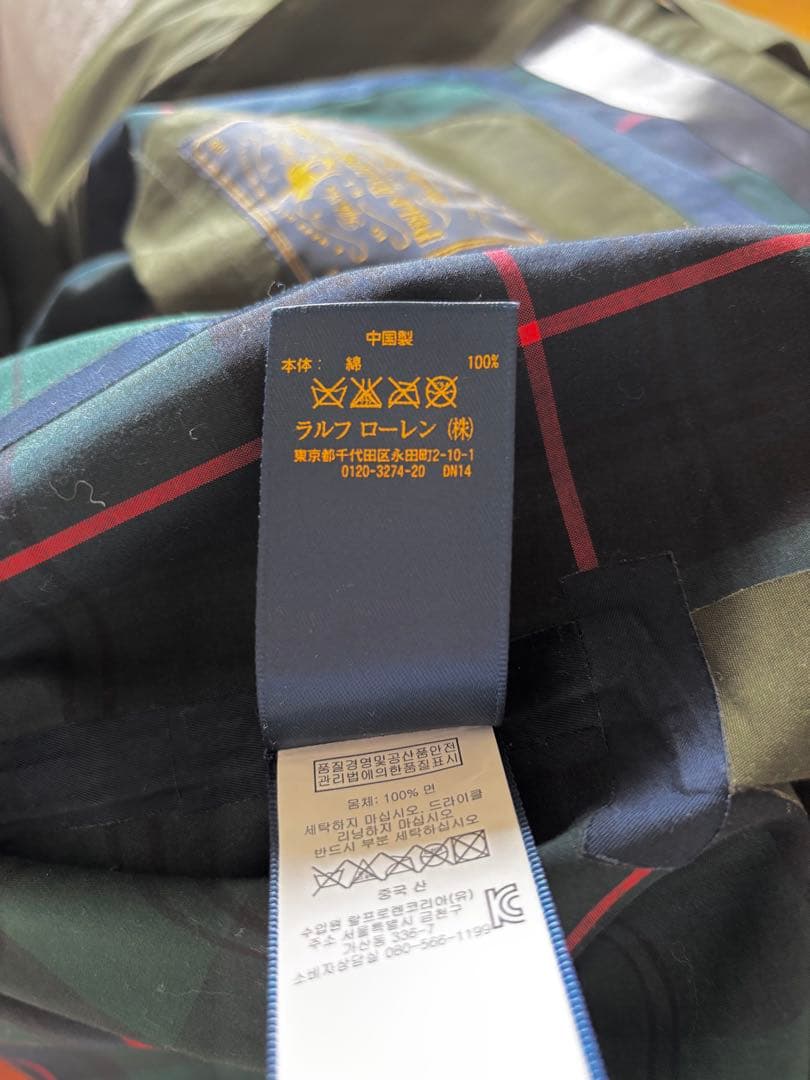 中国製
本体： 綿 100%
ラルフ ローレン (株)
東京都千代田区永田町2-10-1
0120-3274-20 DN14
품질경영및공산품안전
관리법에의한품질표시
몸체: 100% 면
세탁하지 마십시오. 드라이클
리닝하지 마십시오
반드시 부분 세탁하십시오
중국 산
수입원 랄프로렌코리아(유)
주소 서울특별시 금천구
가산동 336-7
소비자상담실 080-566-1199